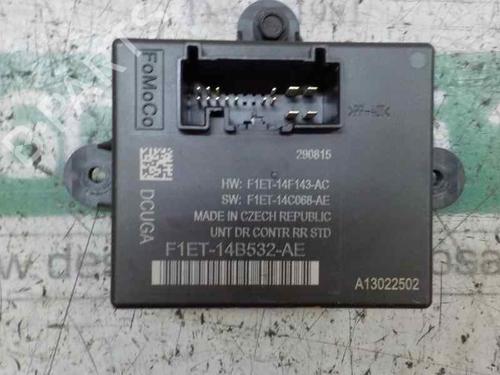 FoMoCo
>PP-
290815
HW: F1ET-14F143-AC
SW: F1ET-14C068-AE
MADE IN CZECH REPUBLIC
UNT DR CONTR RR STD
DCUGA
F1ET-14B532-AE
A13022502